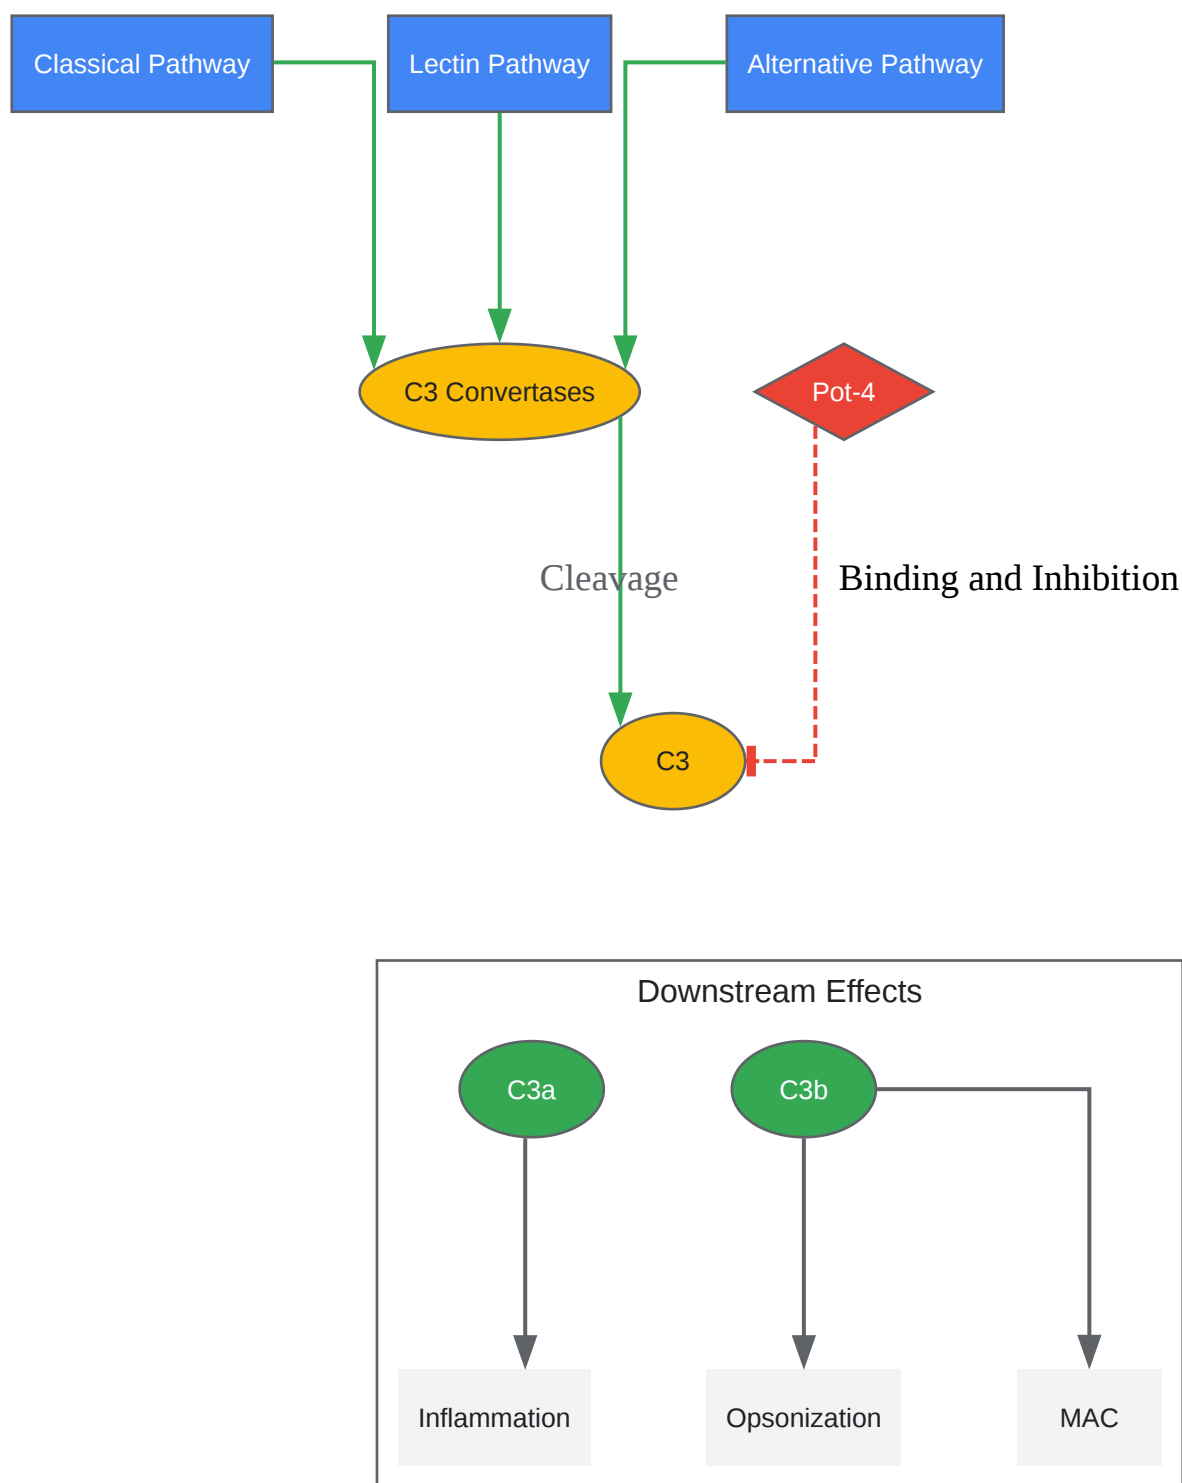 Classical Pathway
Lectin Pathway
Alternative Pathway
C3 Convertases
Pot-4
Cleavage
Binding and Inhibition
C3
Downstream Effects
C3a
C3b
Inflammation
Opsonization
MAC